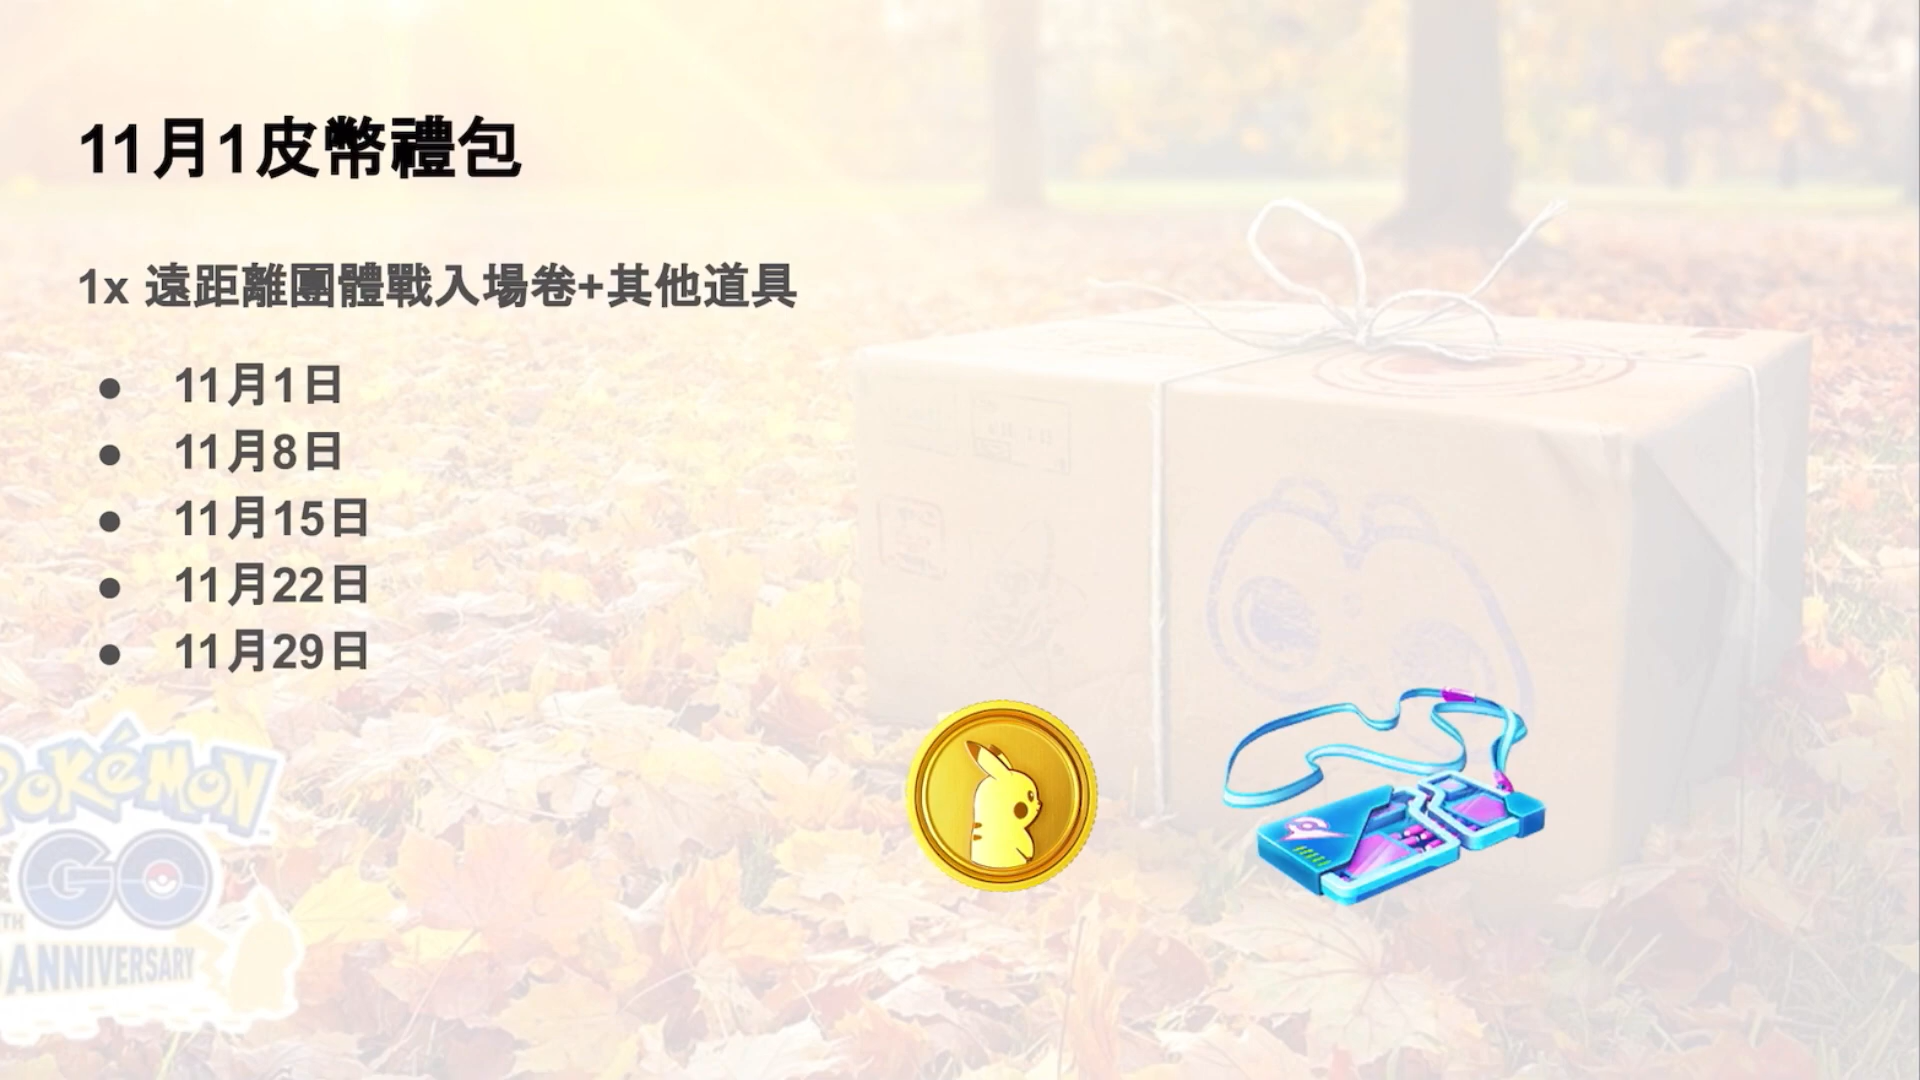 11月1皮幣禮包
1x 遠距離團體戰入場卷+其他道具
● 11月1日
● 11月8日
● 11月15日
● 11月22日
● 11月29日
POKÉMON
GO
TH
ANNIVERSARY